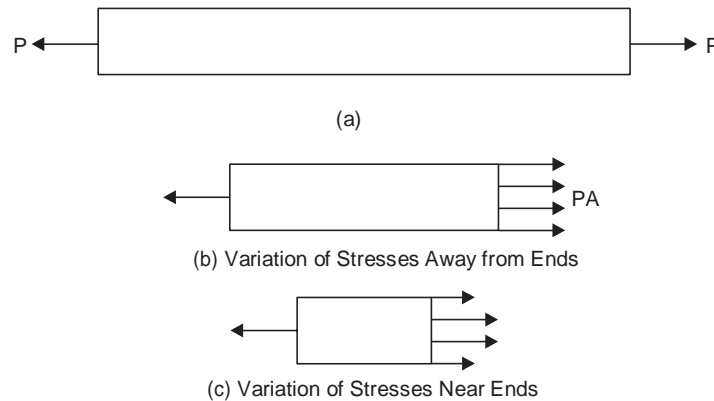 P P
(a)
PA
(b) Variation of Stresses Away from Ends
(c) Variation of Stresses Near Ends